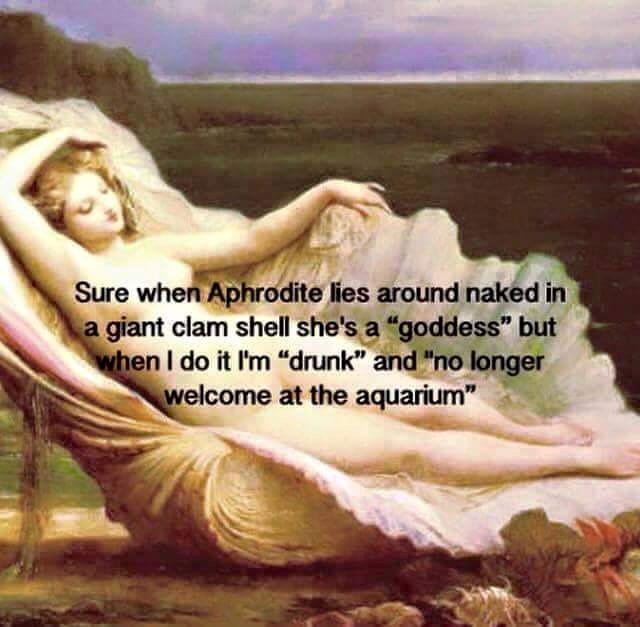 Sure when Aphrodite lies around naked in
a giant clam shell she's a “goddess” but
when I do it I'm “drunk” and "no longer
welcome at the aquarium”